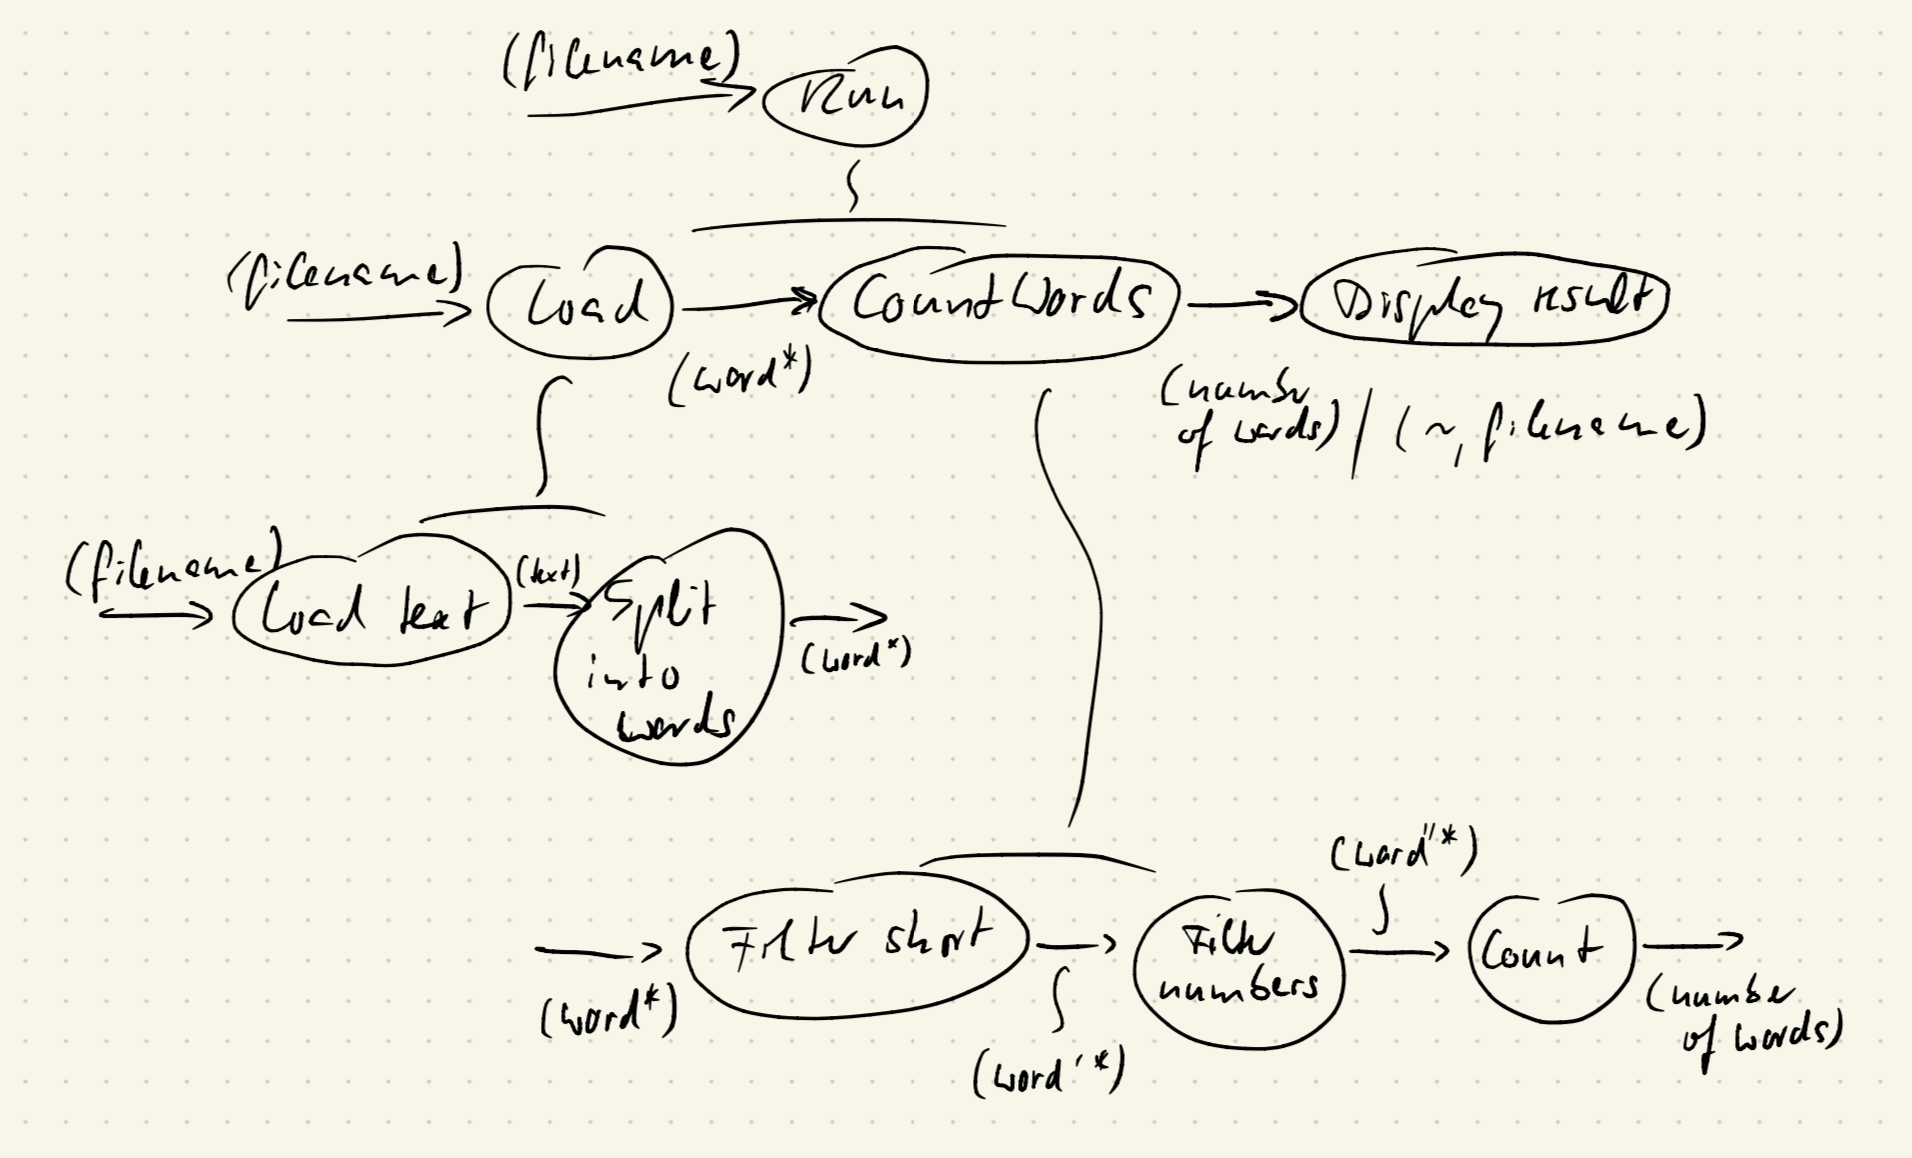 (filename)
Run
(filename)
Load
(word*)
CountWords
Display result
(number
of words) / (~, filename)
(filename)
Load text
(text)
Split
into
words
(word*)
(word"*)
Filter short
Filter
numbers
Count
(word*)
(word'*)
(number
of words)